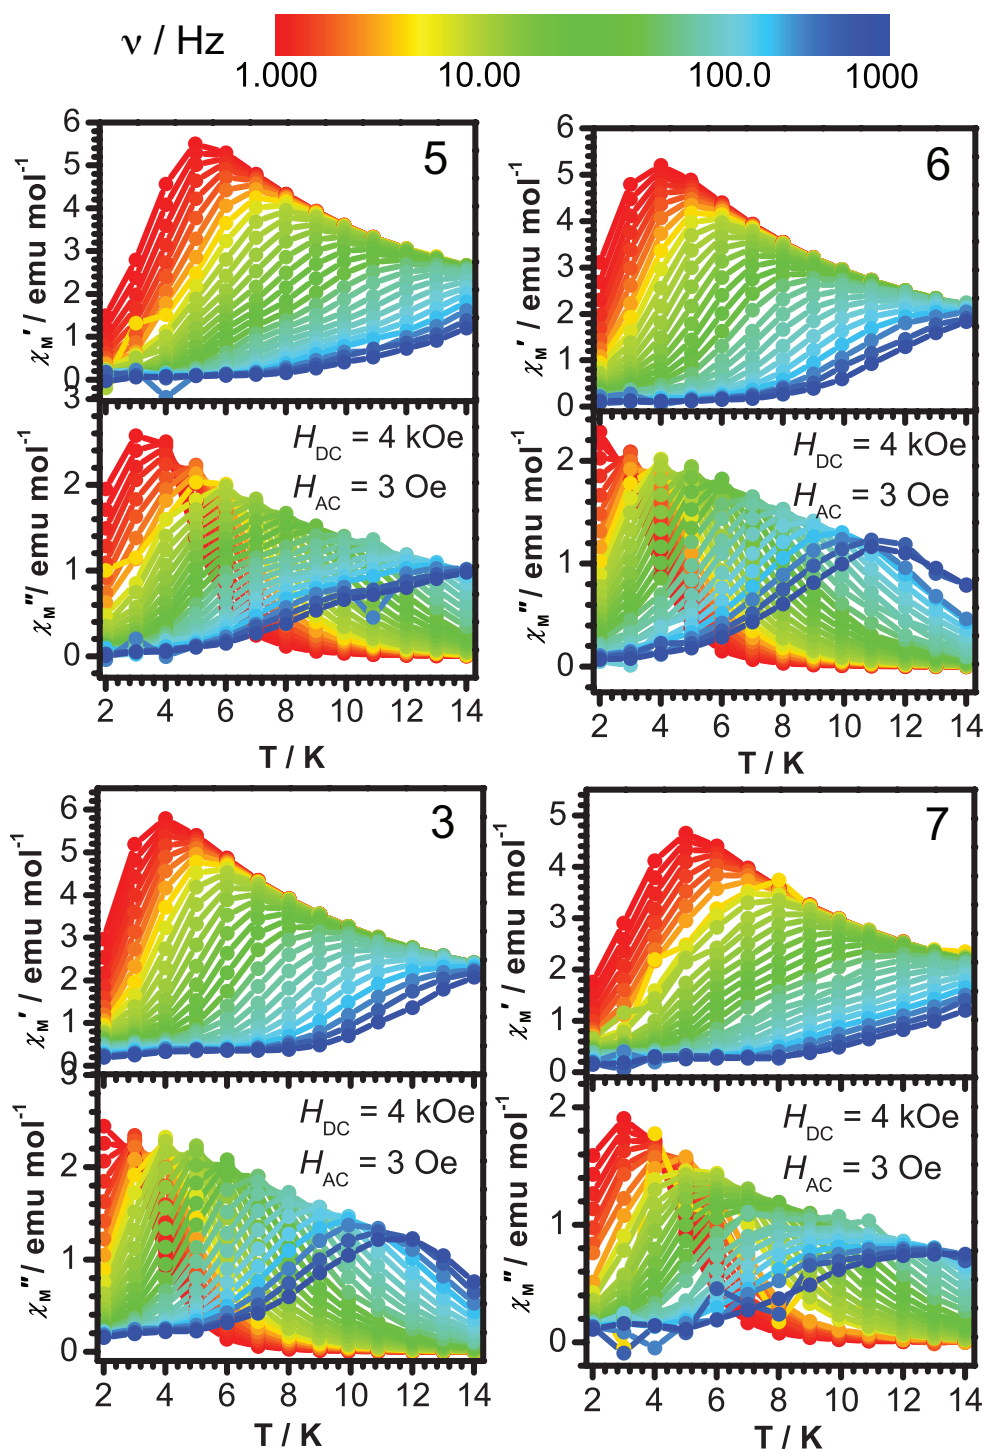 ν / Hz
1.000 10.00 100.0 1000
5
6
5
4
3
2
1
0
χM′ / emu mol-1
6
6
5
4
3
2
1
0
χM′ / emu mol-1
HDC = 4 kOe
HAC = 3 Oe
3
2
1
0
χM″/ emu mol-1
2 4 6 8 10 12 14
T / K
HDC = 4 kOe
HAC = 3 Oe
2
1
0
χM″/ emu mol-1
2 4 6 8 10 12 14
T / K
3
6
5
4
3
2
1
0
χM′ / emu mol-1
7
5
4
3
2
1
0
χM′ / emu mol-1
HDC = 4 kOe
HAC = 3 Oe
3
2
1
0
χM″/ emu mol-1
2 4 6 8 10 12 14
T / K
HDC = 4 kOe
HAC = 3 Oe
2
1
0
χM″/ emu mol-1
2 4 6 8 10 12 14
T / K